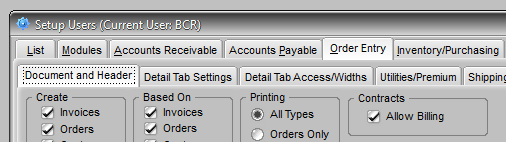 Setup Users (Current User: BCR)
List Modules Accounts Receivable Accounts Payable Order Entry Inventory/Purchasing
Document and Header Detail Tab Settings Detail Tab Access/Widths Utilities/Premium Shipping
Create Based On Printing Contracts
Invoices Invoices All Types Allow Billing
Orders Orders Orders Only